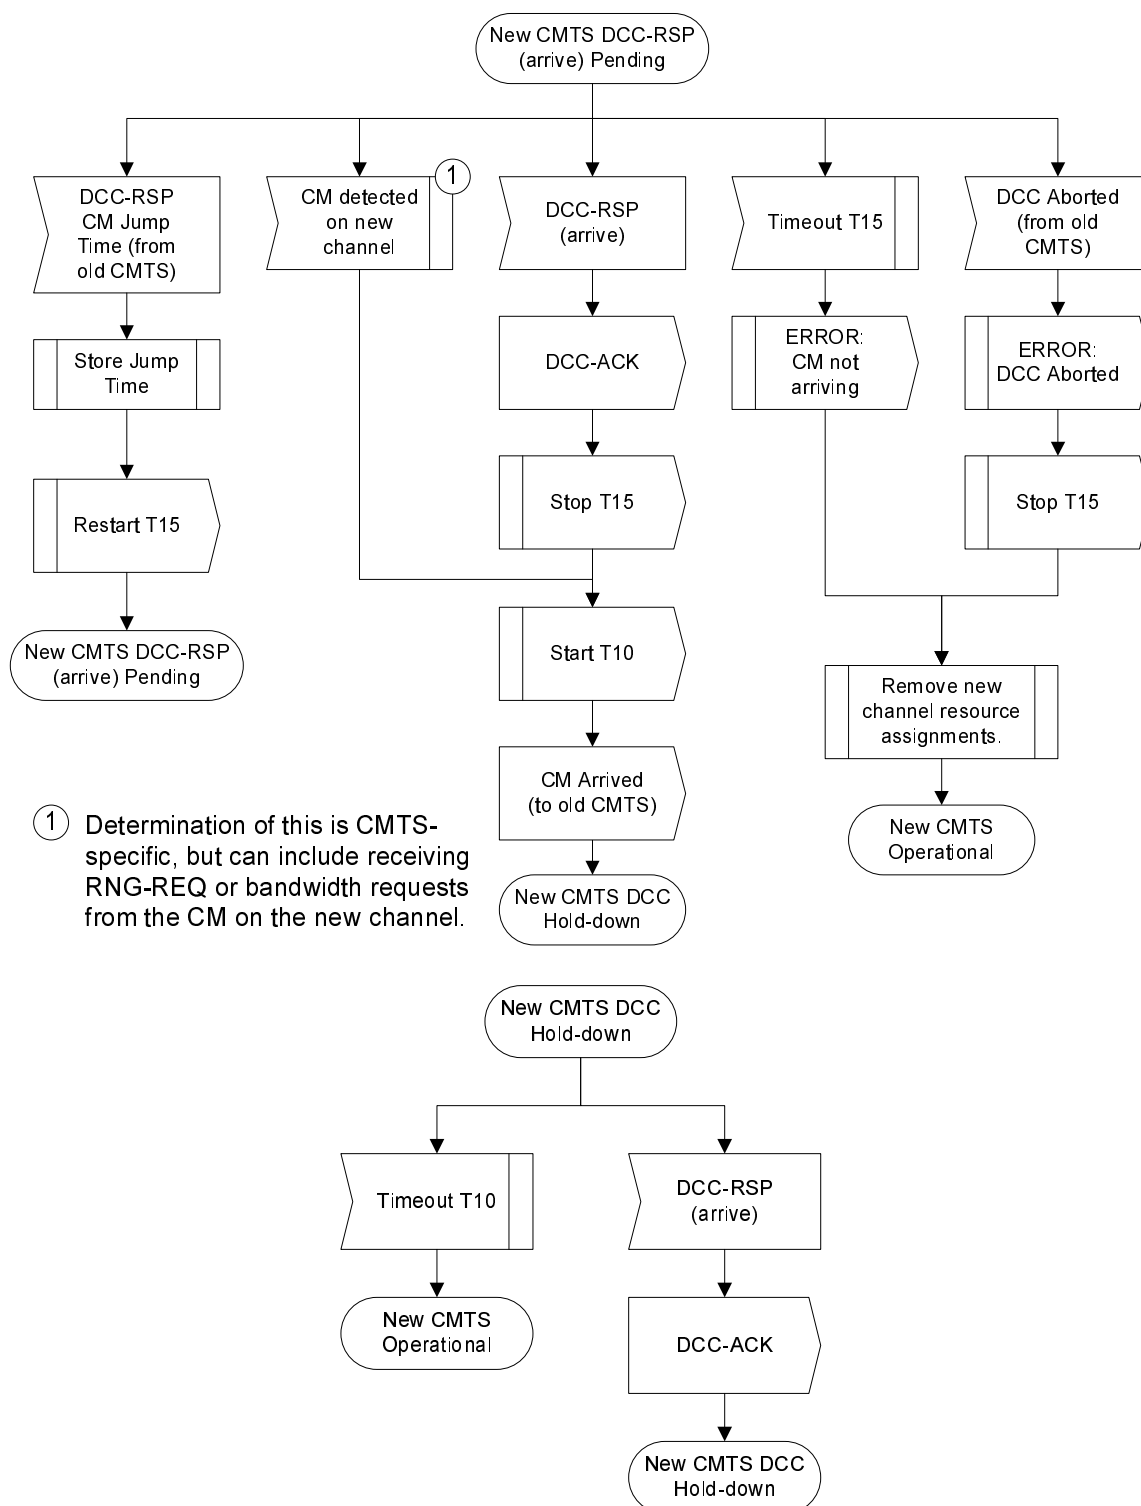 New CMTS DCC-RSP
(arrive) Pending
DCC-RSP
CM Jump
Time (from
old CMTS)
CM detected
on new
channel
1
DCC-RSP
(arrive)
Timeout T15
DCC Aborted
(from old
CMTS)
Store Jump
Time
DCC-ACK
ERROR:
CM not
arriving
ERROR:
DCC Aborted
Restart T15
Stop T15
Stop T15
New CMTS DCC-RSP
(arrive) Pending
Start T10
Remove new
channel resource
assignments.
CM Arrived
(to old CMTS)
New CMTS
Operational
1 Determination of this is CMTS-
specific, but can include receiving
RNG-REQ or bandwidth requests
from the CM on the new channel.
New CMTS DCC
Hold-down
New CMTS DCC
Hold-down
Timeout T10
DCC-RSP
(arrive)
New CMTS
Operational
DCC-ACK
New CMTS DCC
Hold-down